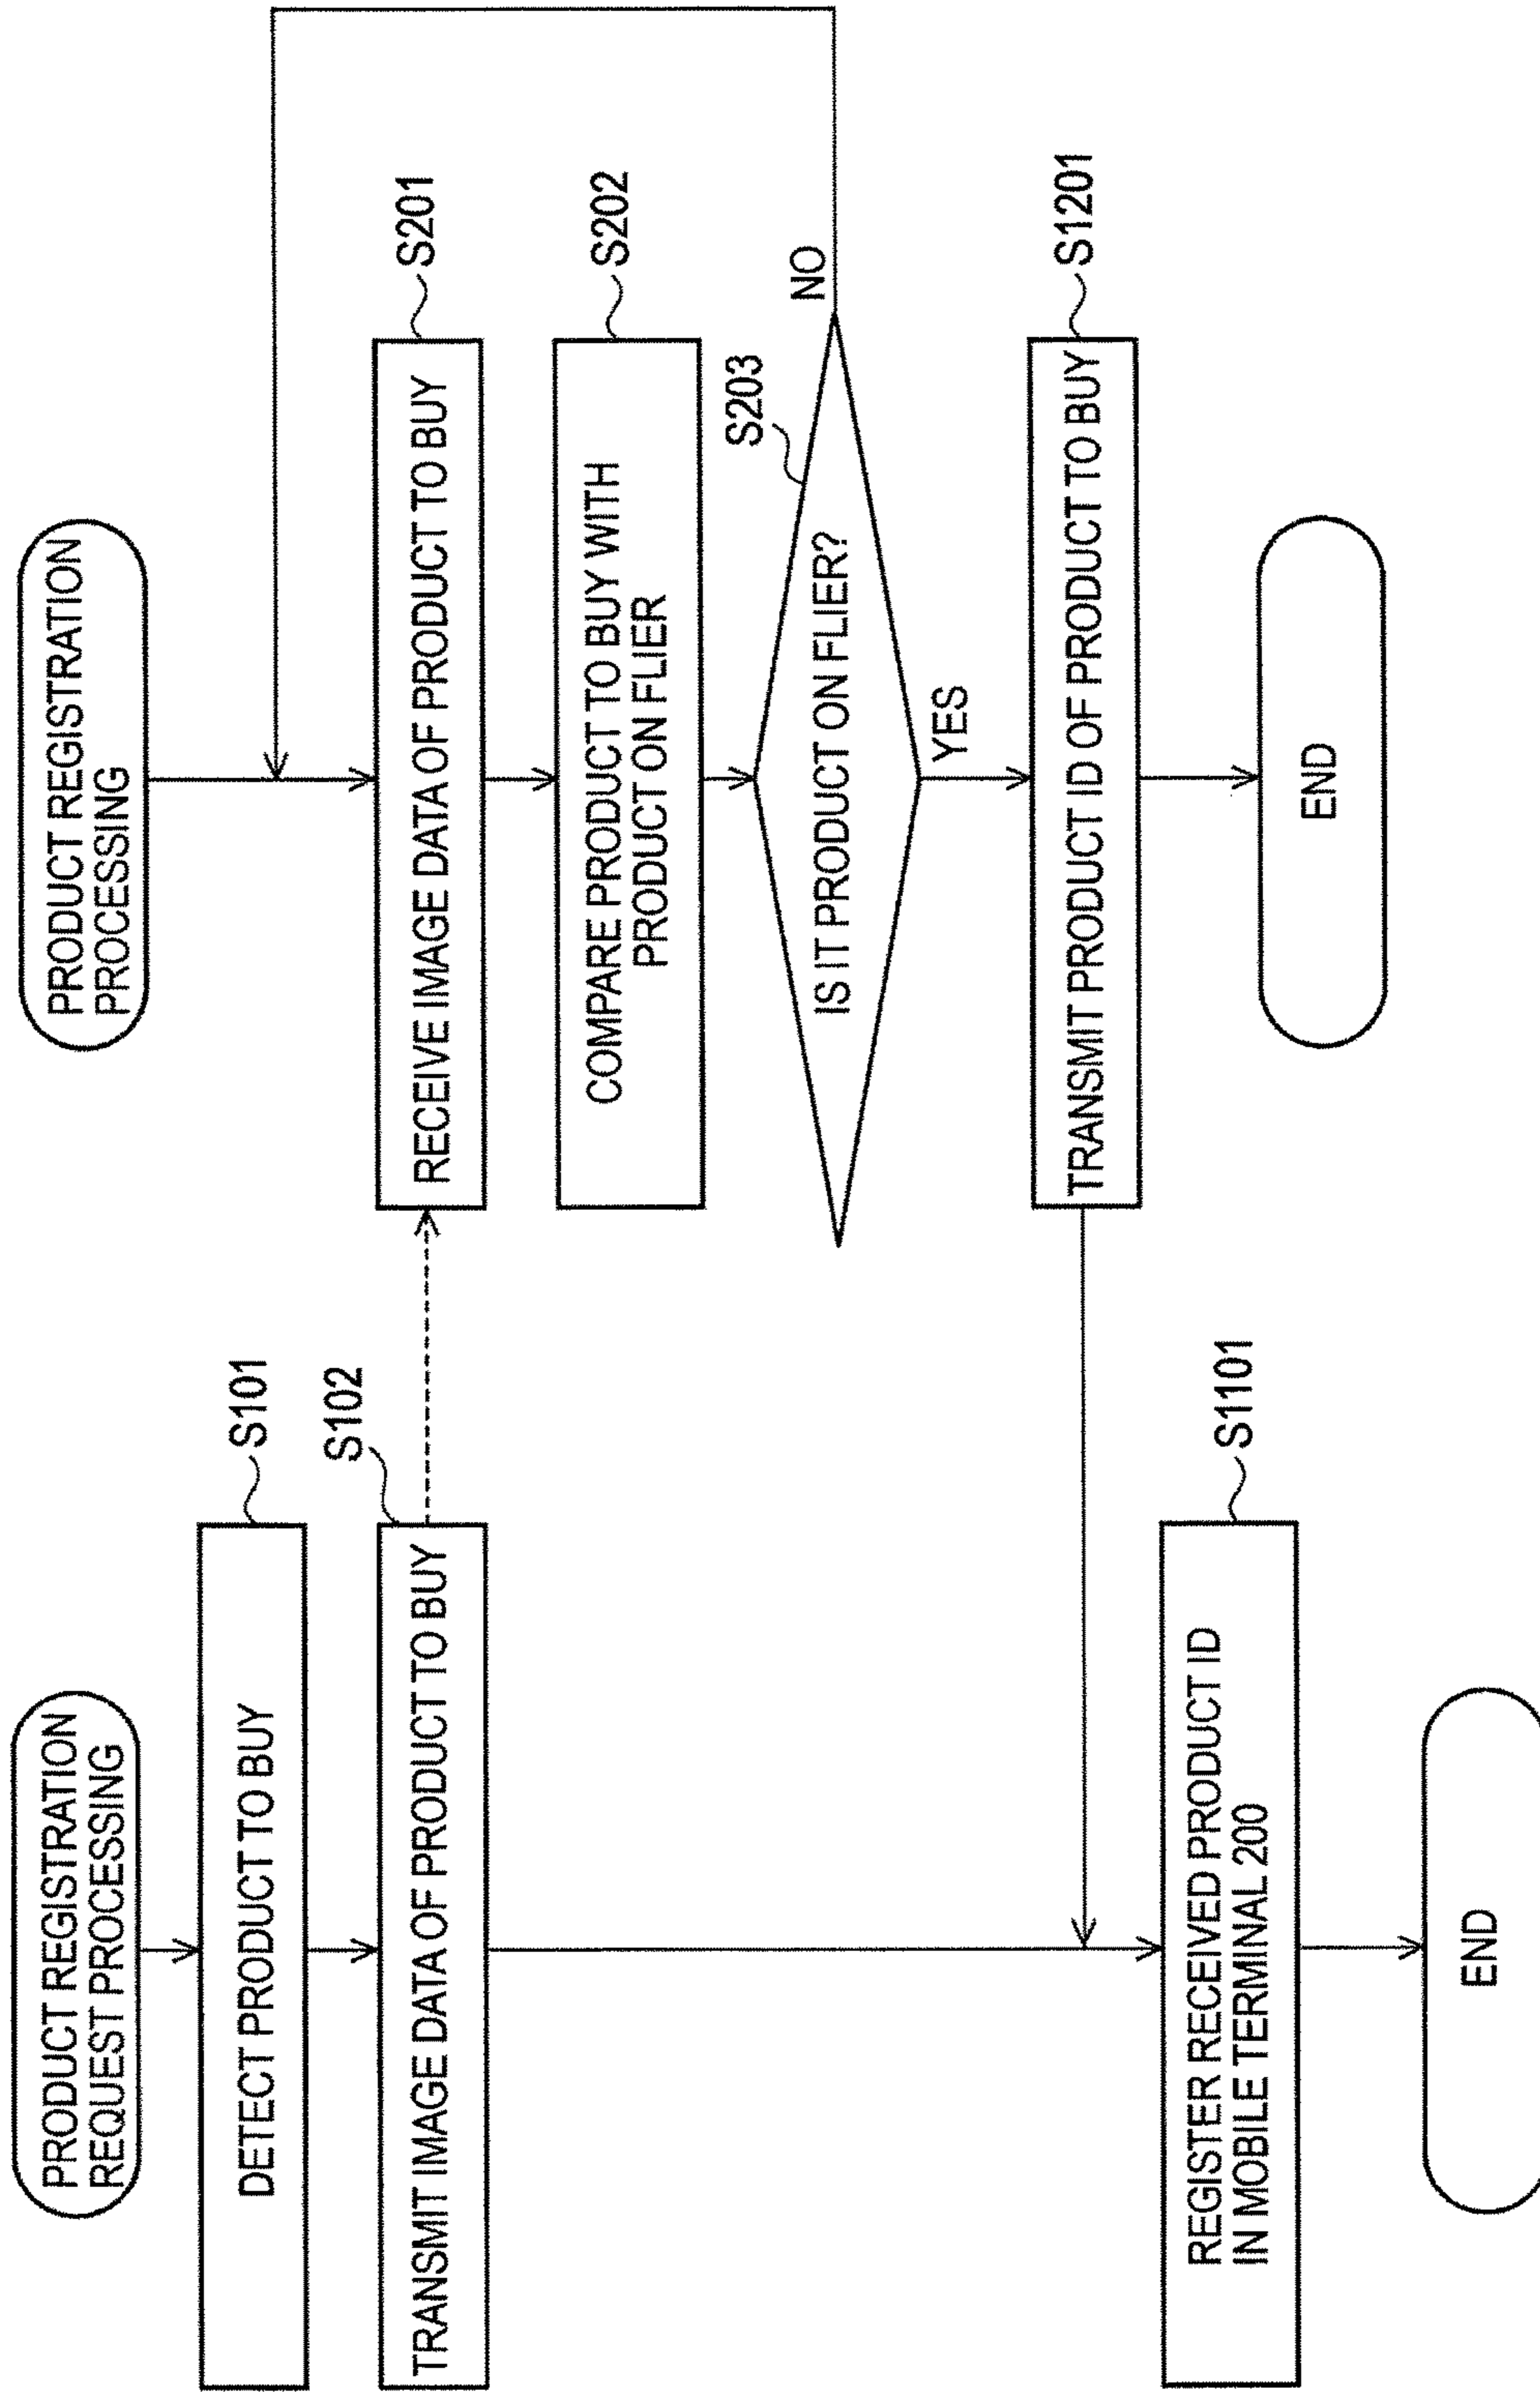 PRODUCT REGISTRATION
REQUEST PROCESSING
DETECT PRODUCT TO BUY
S101
TRANSMIT IMAGE DATA OF PRODUCT TO BUY
S102
REGISTER RECEIVED PRODUCT ID
IN MOBILE TERMINAL 200
S1101
END
PRODUCT REGISTRATION
PROCESSING
RECEIVE IMAGE DATA OF PRODUCT TO BUY
S201
COMPARE PRODUCT TO BUY WITH
PRODUCT ON FLIER
S202
IS IT PRODUCT ON FLIER?
S203
NO
YES
TRANSMIT PRODUCT ID OF PRODUCT TO BUY
S1201
END